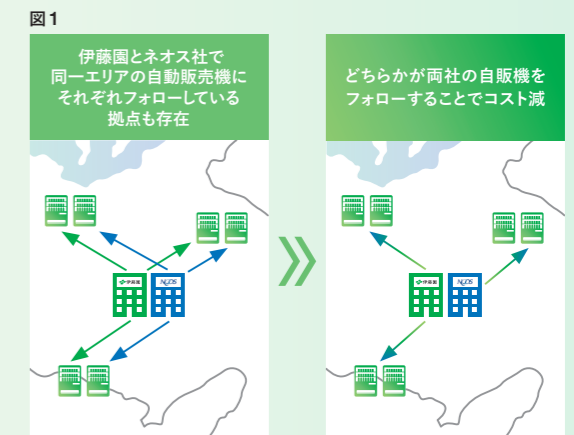 図1
伊藤園とネオス社で
同一エリアの自動販売機に
それぞれフォローしている
拠点も存在
どちらかが両社の自販機を
フォローすることでコスト減
伊藤園
NEOS
伊藤園
NEOS